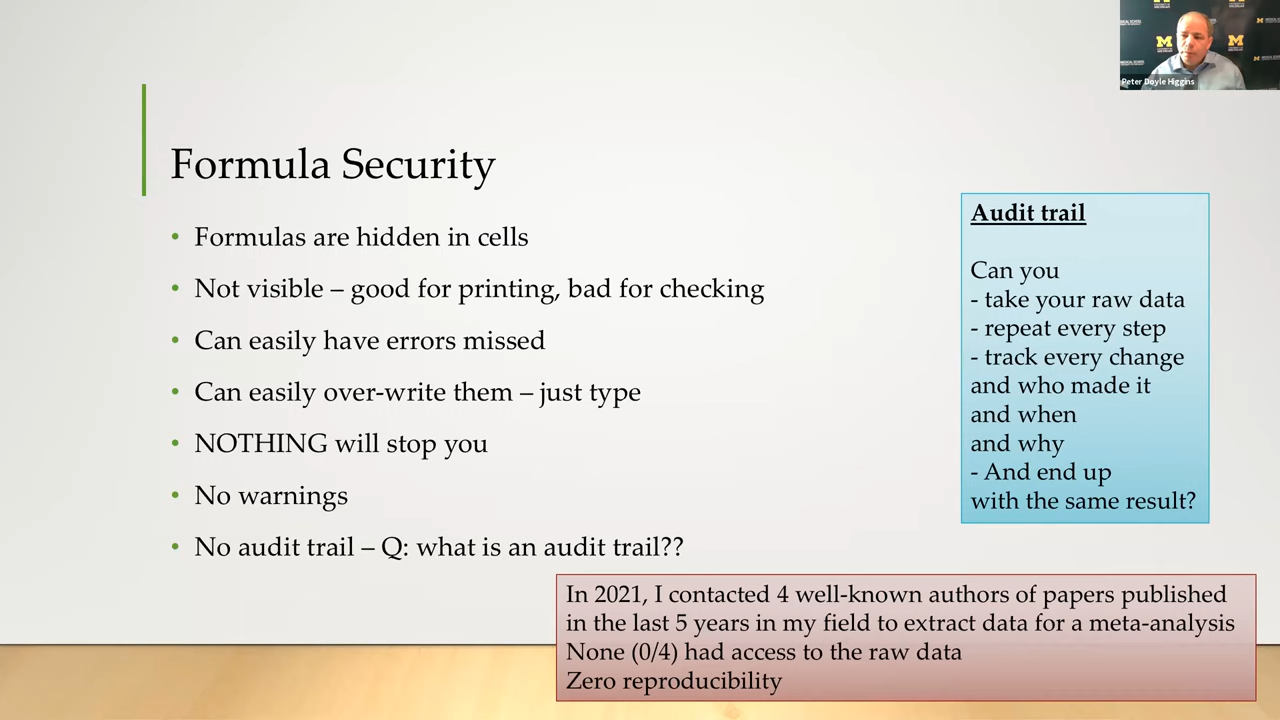 Formula Security
• Formulas are hidden in cells
• Not visible – good for printing, bad for checking
• Can easily have errors missed
• Can easily over-write them – just type
• NOTHING will stop you
• No warnings
• No audit trail – Q: what is an audit trail??
Audit trail
Can you
- take your raw data
- repeat every step
- track every change
and who made it
and when
and why
- And end up
with the same result?
In 2021, I contacted 4 well-known authors of papers published
in the last 5 years in my field to extract data for a meta-analysis
None (0/4) had access to the raw data
Zero reproducibility
Peter Doyle Higgins